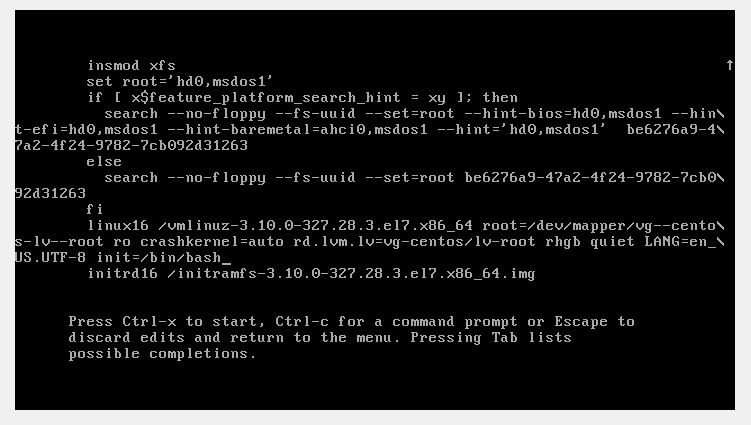 insmod xfs
↑
set root='hd0,msdos1'
if [ x$feature_platform_search_hint = xy ]; then
search --no-floppy --fs-uuid --set=root --hint-bios=hd0,msdos1 --hin\
t-efi=hd0,msdos1 --hint-baremetal=ahci0,msdos1 --hint='hd0,msdos1'  be6276a9-4\
7a2-4f24-9782-7cb092d31263
else
search --no-floppy --fs-uuid --set=root be6276a9-47a2-4f24-9782-7cb0\
92d31263
fi
linux16 /vmlinuz-3.10.0-327.28.3.el7.x86_64 root=/dev/mapper/vg--cento\
s-lv--root ro crashkernel=auto rd.lvm.lv=vg-centos/lv-root rhgb quiet LANG=en_\
US.UTF-8 init=/bin/bash_
initrd16 /initramfs-3.10.0-327.28.3.el7.x86_64.img
Press Ctrl-x to start, Ctrl-c for a command prompt or Escape to
discard edits and return to the menu. Pressing Tab lists
possible completions.